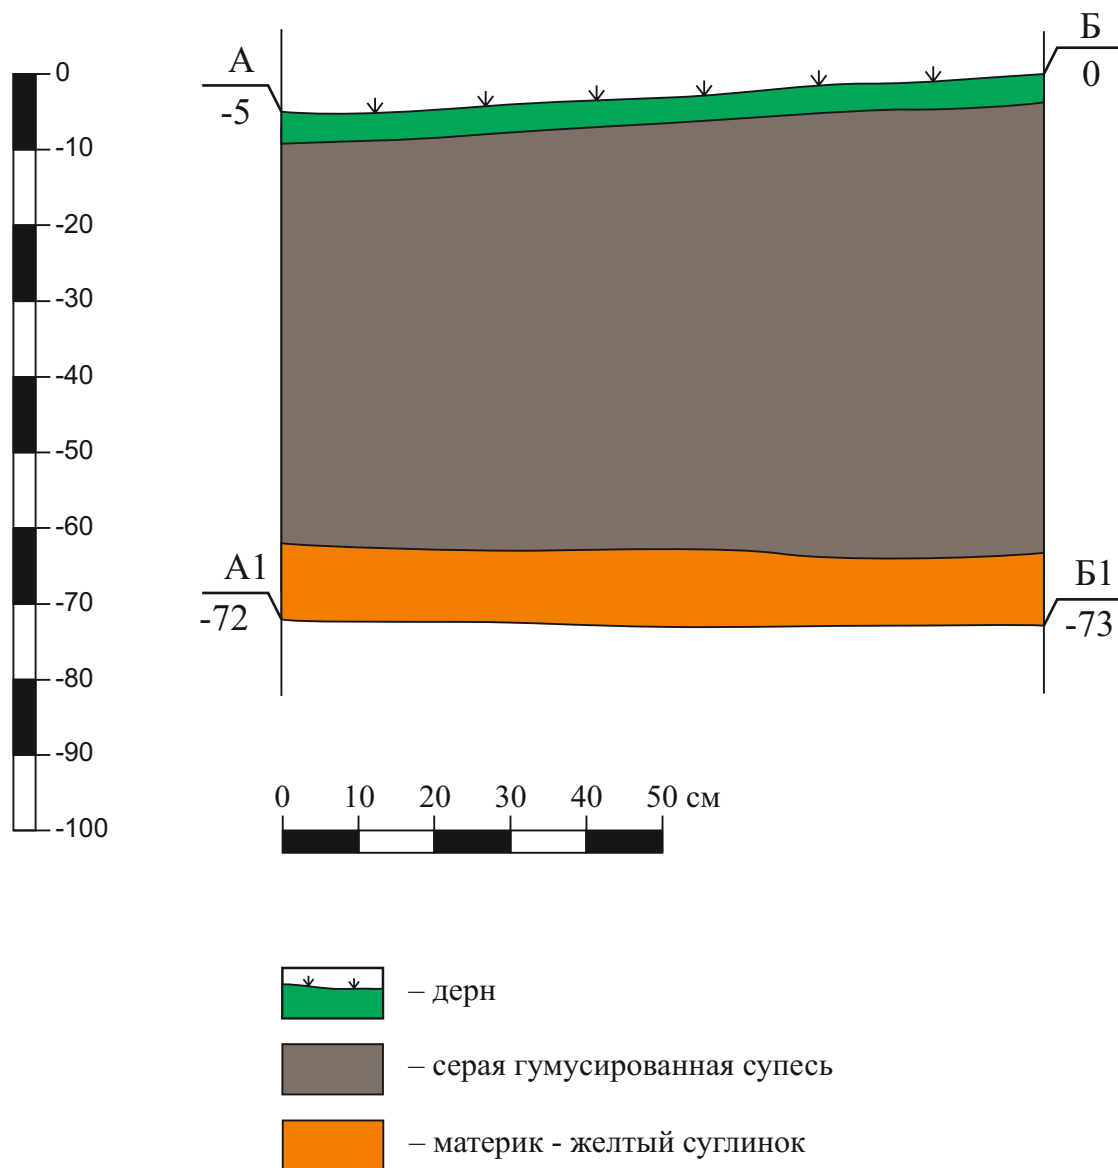 0
-10
-20
-30
-40
-50
-60
-70
-80
-90
-100
А
-5
Б
0
А1
-72
Б1
-73
0 10 20 30 40 50 см
– дерн
– серая гумусированная супесь
– материк - желтый суглинок